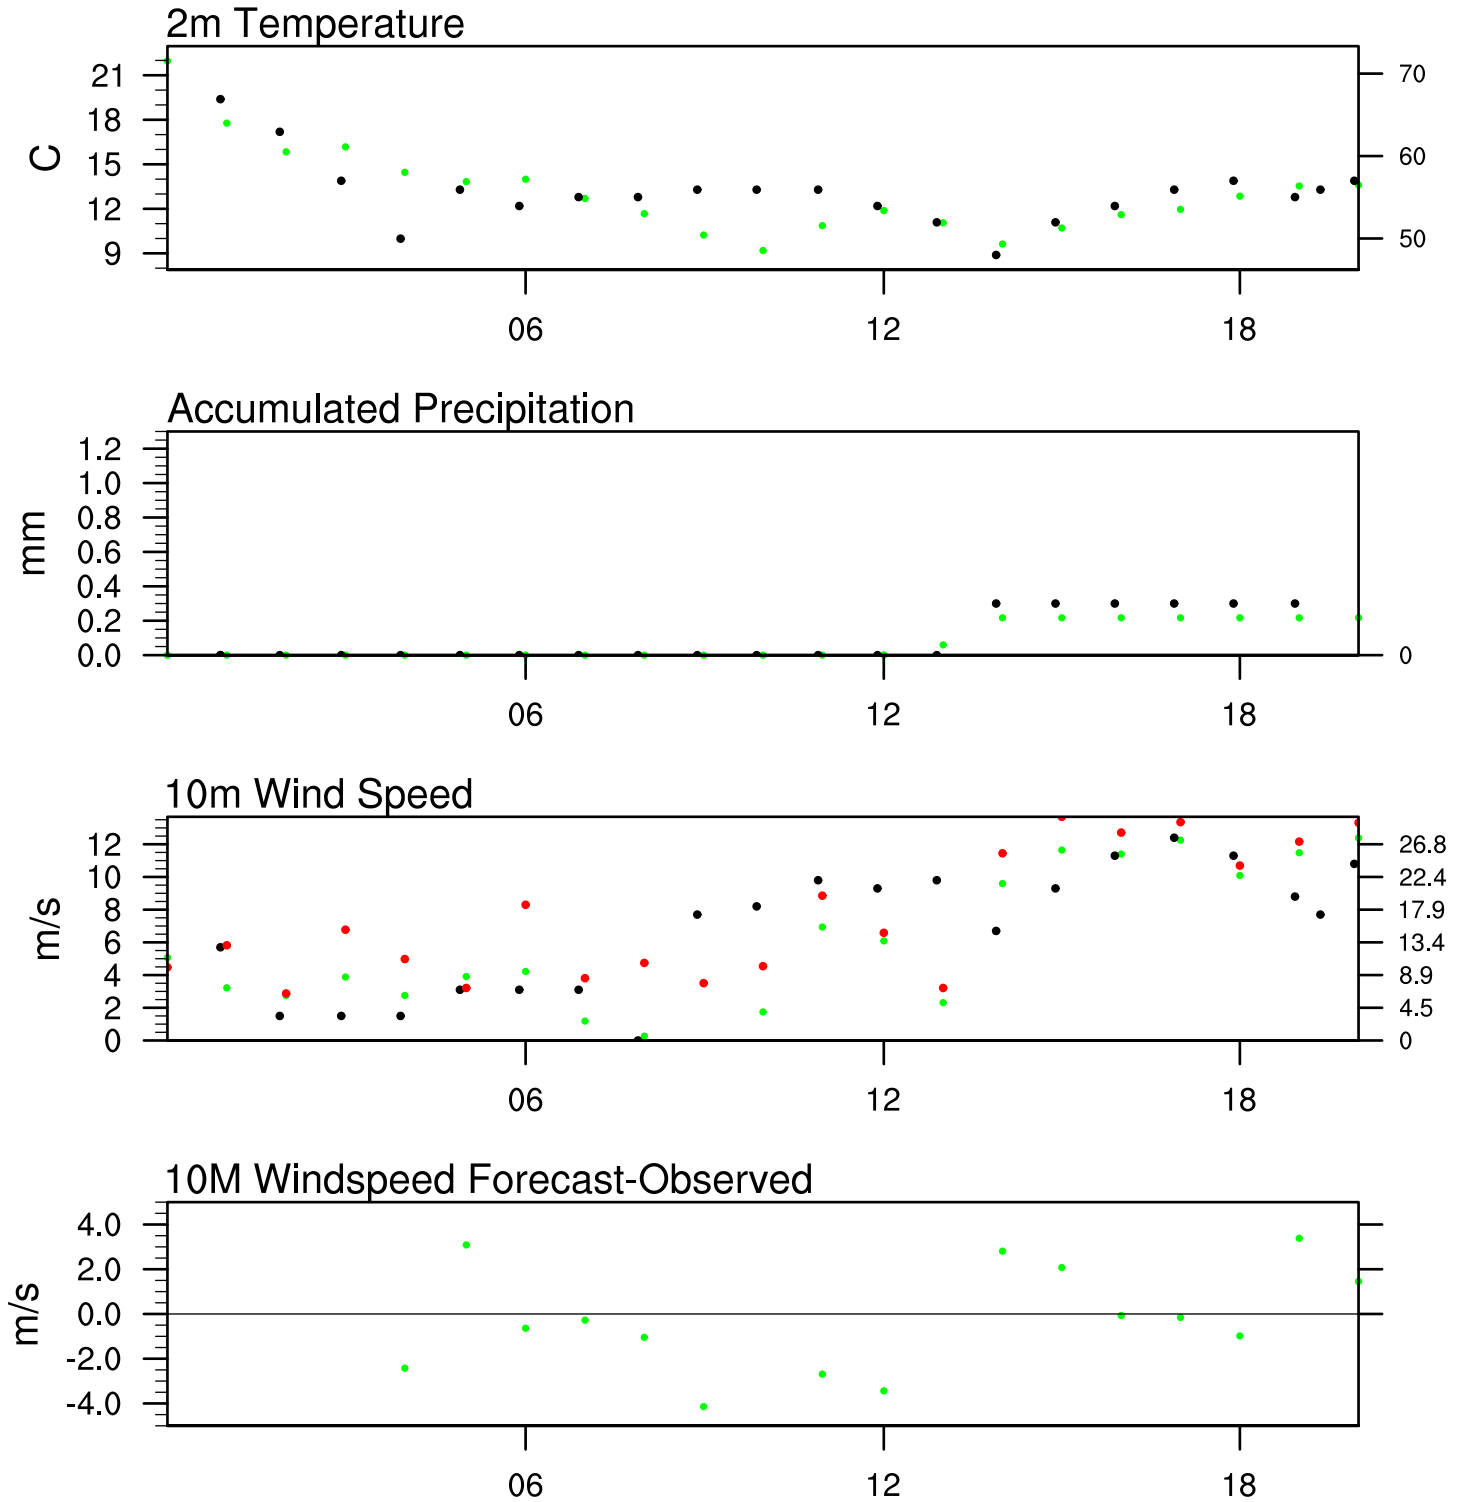 2m Temperature
21
18
15
12
9
C
70
60
50
06 12 18
Accumulated Precipitation
1.2
1.0
0.8
0.6
0.4
0.2
0.0
mm
0
06 12 18
10m Wind Speed
12
10
8
6
4
2
0
m/s
26.8
22.4
17.9
13.4
8.9
4.5
0
06 12 18
10M Windspeed Forecast-Observed
4.0
2.0
0.0
-2.0
-4.0
m/s
06 12 18